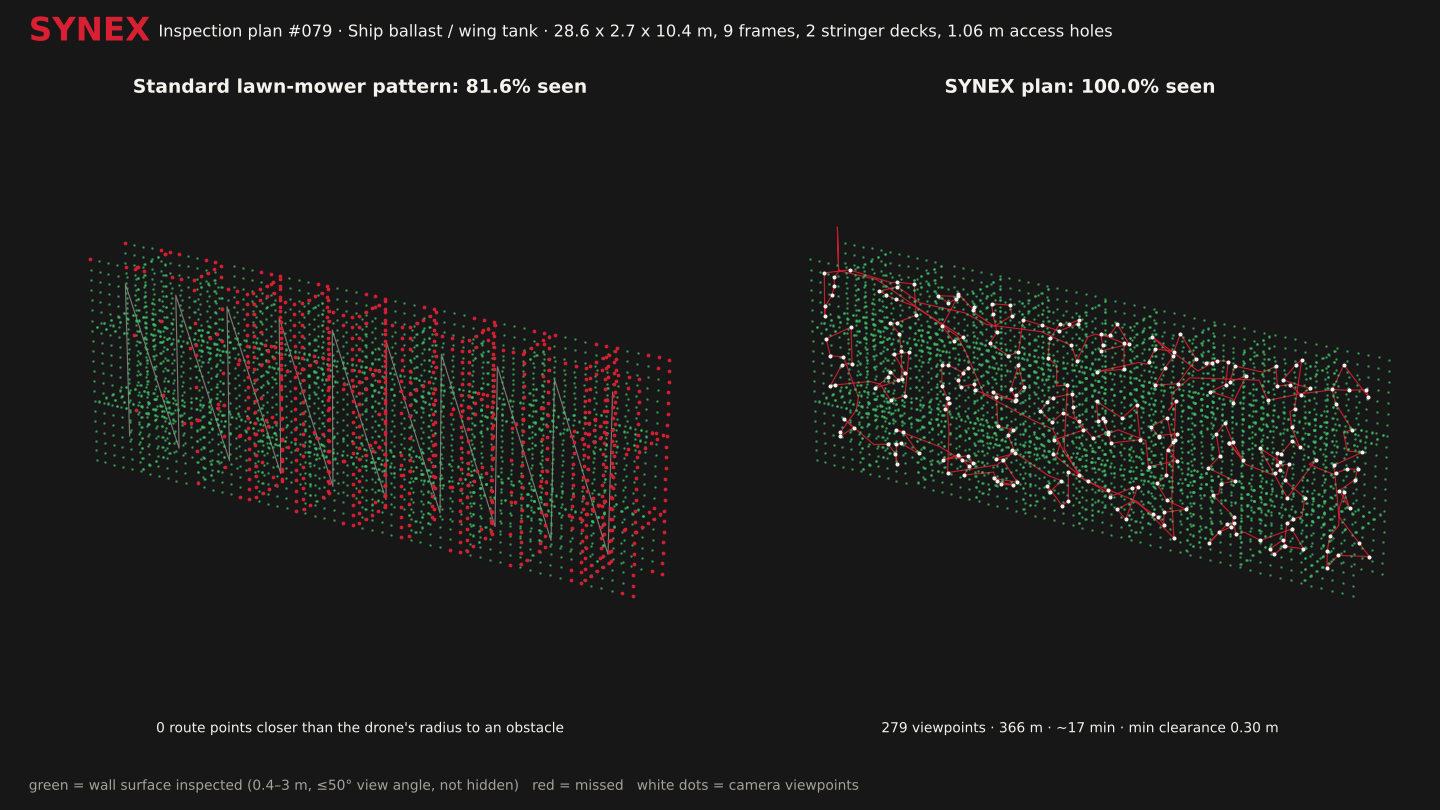 SYNEX Inspection plan #079 · Ship ballast / wing tank · 28.6 x 2.7 x 10.4 m, 9 frames, 2 stringer decks, 1.06 m access holes
Standard lawn-mower pattern: 81.6% seen
SYNEX plan: 100.0% seen
0 route points closer than the drone's radius to an obstacle
279 viewpoints · 366 m · ~17 min · min clearance 0.30 m
green = wall surface inspected (0.4–3 m, ≤50° view angle, not hidden) red = missed white dots = camera viewpoints